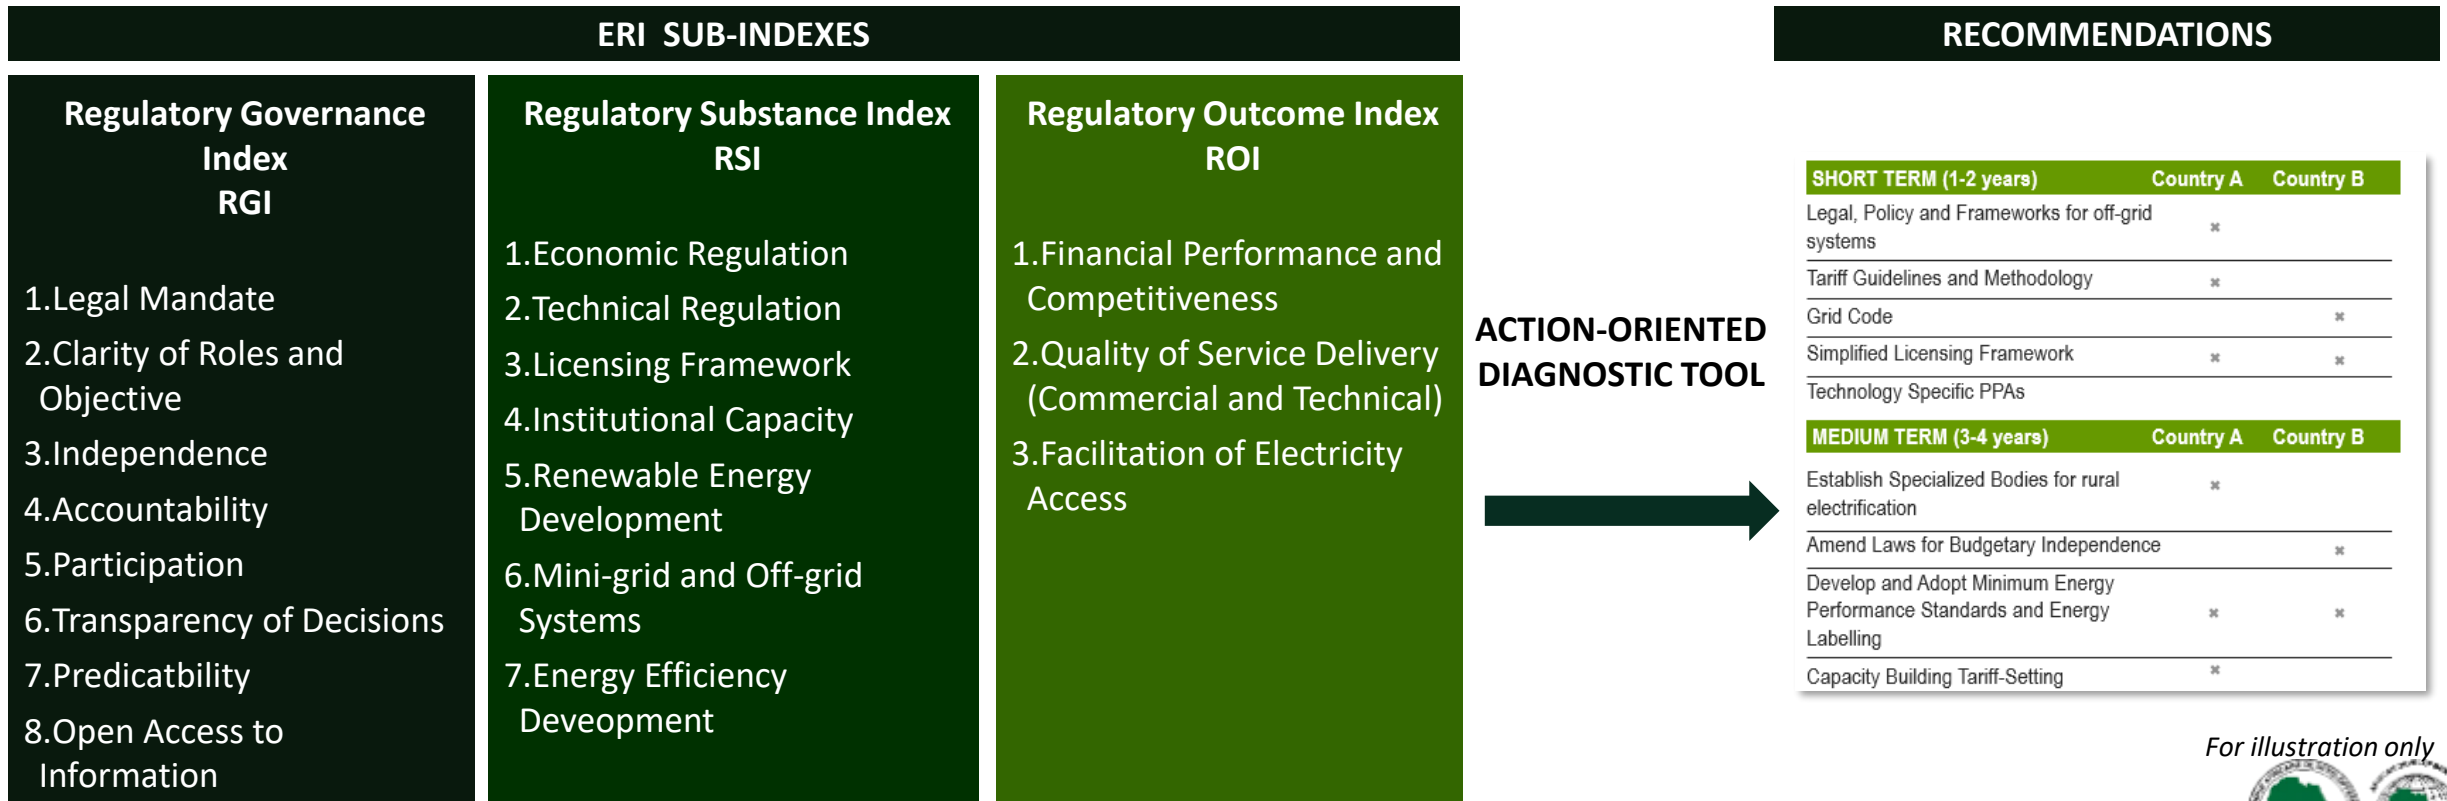 ERI SUB-INDEXES
RECOMMENDATIONS
Regulatory Governance
Index
RGI
1.Legal Mandate
2.Clarity of Roles and
Objective
3.Independence
4.Accountability
5.Participation
6.Transparency of Decisions
7.Predicatbility
8.Open Access to
Information
Regulatory Substance Index
RSI
1.Economic Regulation
2.Technical Regulation
3.Licensing Framework
4.Institutional Capacity
5.Renewable Energy
Development
6.Mini-grid and Off-grid
Systems
7.Energy Efficiency
Deveopment
Regulatory Outcome Index
ROI
1.Financial Performance and
Competitiveness
2.Quality of Service Delivery
(Commercial and Technical)
3.Facilitation of Electricity
Access
ACTION-ORIENTED
DIAGNOSTIC TOOL
SHORT TERM (1-2 years) Country A Country B
Legal, Policy and Frameworks for off-grid
systems
Tariff Guidelines and Methodology
Grid Code
Simplified Licensing Framework
Technology Specific PPAs
MEDIUM TERM (3-4 years) Country A Country B
Establish Specialized Bodies for rural
electrification
Amend Laws for Budgetary Independence
Develop and Adopt Minimum Energy
Performance Standards and Energy
Labelling
Capacity Building Tariff-Setting
For illustration only